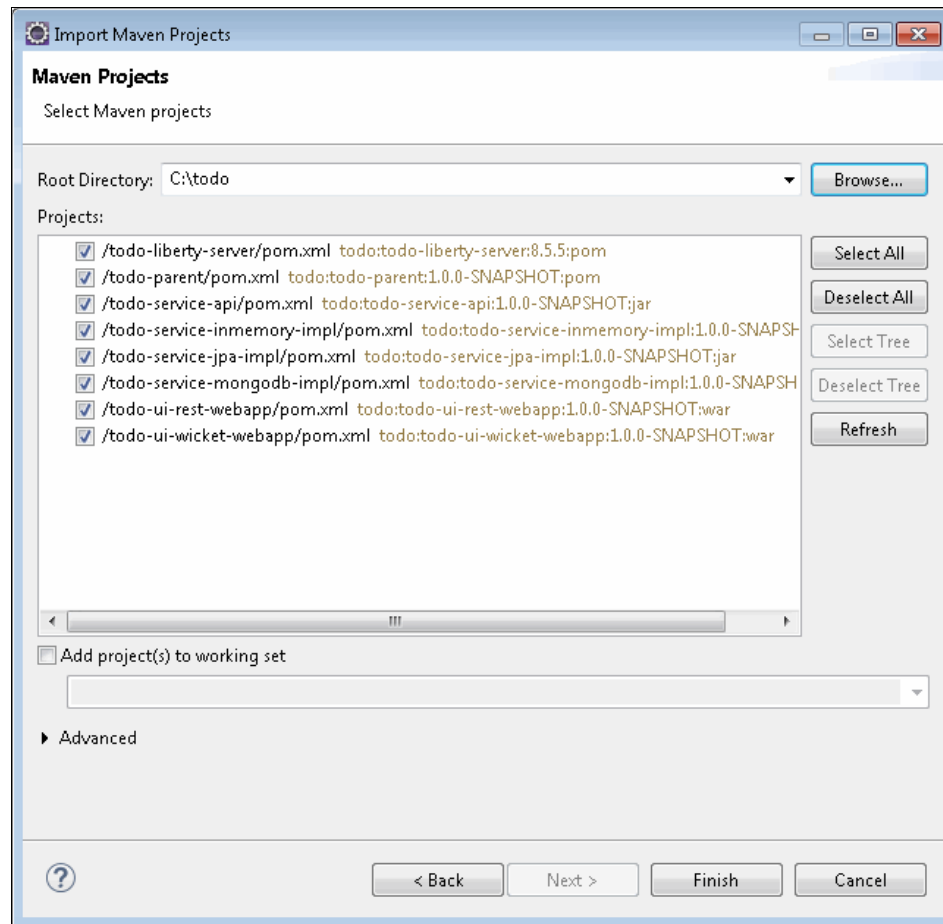 Import Maven Projects
Maven Projects
Select Maven projects
Root Directory: C:\todo Browse...
Projects:
/todo-liberty-server/pom.xml todo:todo-liberty-server:8.5.5:pom
/todo-parent/pom.xml todo:todo-parent:1.0.0-SNAPSHOT:pom
/todo-service-api/pom.xml todo:todo-service-api:1.0.0-SNAPSHOT:jar
/todo-service-inmemory-impl/pom.xml todo:todo-service-inmemory-impl:1.0.0-SNAPSH
/todo-service-jpa-impl/pom.xml todo:todo-service-jpa-impl:1.0.0-SNAPSHOT:jar
/todo-service-mongodb-impl/pom.xml todo:todo-service-mongodb-impl:1.0.0-SNAPSH
/todo-ui-rest-webapp/pom.xml todo:todo-ui-rest-webapp:1.0.0-SNAPSHOT:war
/todo-ui-wicket-webapp/pom.xml todo:todo-ui-wicket-webapp:1.0.0-SNAPSHOT:war
Select All
Deselect All
Select Tree
Deselect Tree
Refresh
Add project(s) to working set
Advanced
? < Back Next > Finish Cancel